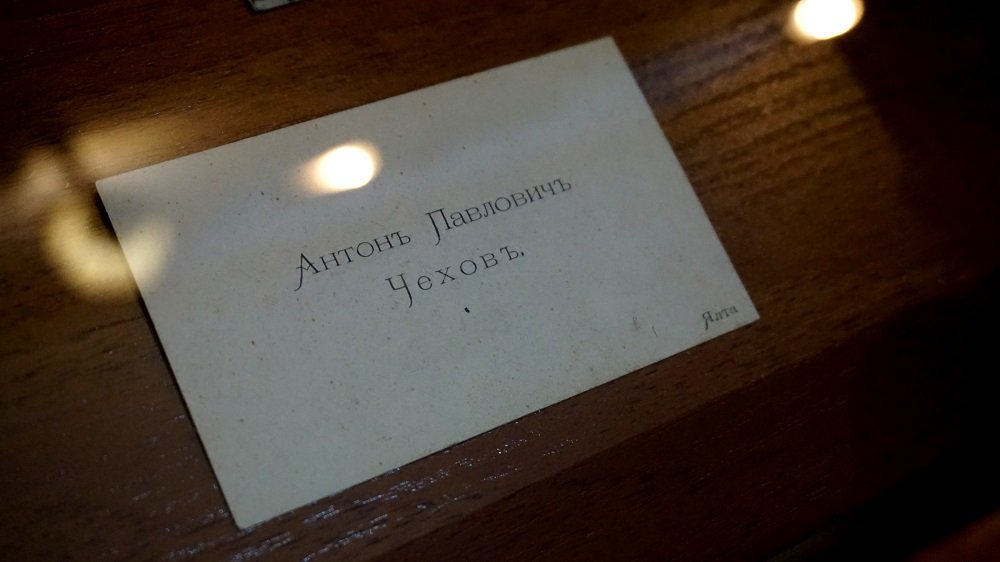 Антонъ Павловичъ
Чеховъ.
Ялта